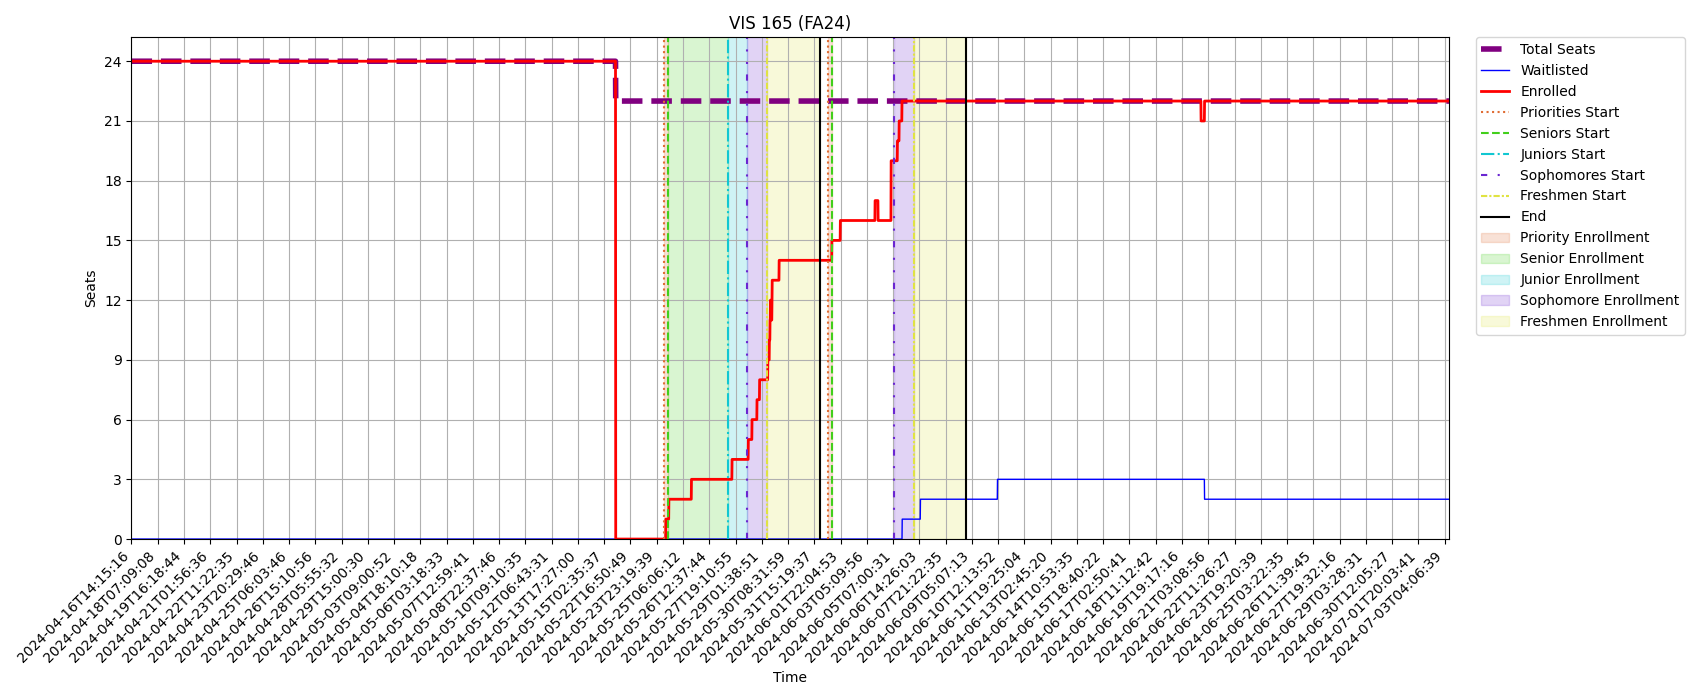 VIS 165 (FA24)
Total Seats
Waitlisted
Enrolled
Priorities Start
Seniors Start
Juniors Start
Sophomores Start
Freshmen Start
End
Priority Enrollment
Senior Enrollment
Junior Enrollment
Sophomore Enrollment
Freshmen Enrollment
Seats
24
21
18
15
12
9
6
3
0
2024-04-16T14:15:16
2024-04-18T07:09:08
2024-04-19T16:18:44
2024-04-21T01:56:36
2024-04-22T11:22:35
2024-04-23T20:29:46
2024-04-25T06:03:46
2024-04-26T15:10:56
2024-04-28T05:55:32
2024-04-29T15:00:30
2024-05-03T09:00:52
2024-05-04T18:10:18
2024-05-06T03:18:33
2024-05-07T12:59:41
2024-05-08T22:37:46
2024-05-10T09:10:35
2024-05-12T06:43:31
2024-05-13T17:27:00
2024-05-15T02:35:37
2024-05-22T16:50:49
2024-05-23T23:19:39
2024-05-25T06:06:12
2024-05-26T12:37:44
2024-05-27T19:10:55
2024-05-29T01:38:51
2024-05-30T08:31:59
2024-05-31T15:19:37
2024-06-01T22:04:53
2024-06-03T05:09:56
2024-06-05T07:00:31
2024-06-06T14:26:03
2024-06-07T21:22:35
2024-06-09T05:07:13
2024-06-10T12:13:52
2024-06-11T19:25:04
2024-06-13T02:45:20
2024-06-14T10:53:35
2024-06-15T18:40:22
2024-06-17T02:50:41
2024-06-18T11:12:42
2024-06-19T19:17:16
2024-06-21T03:08:56
2024-06-22T11:26:27
2024-06-23T19:20:39
2024-06-25T03:22:35
2024-06-26T11:39:45
2024-06-27T19:32:16
2024-06-29T03:28:31
2024-06-30T12:05:27
2024-07-01T20:03:41
2024-07-03T04:06:39
Time